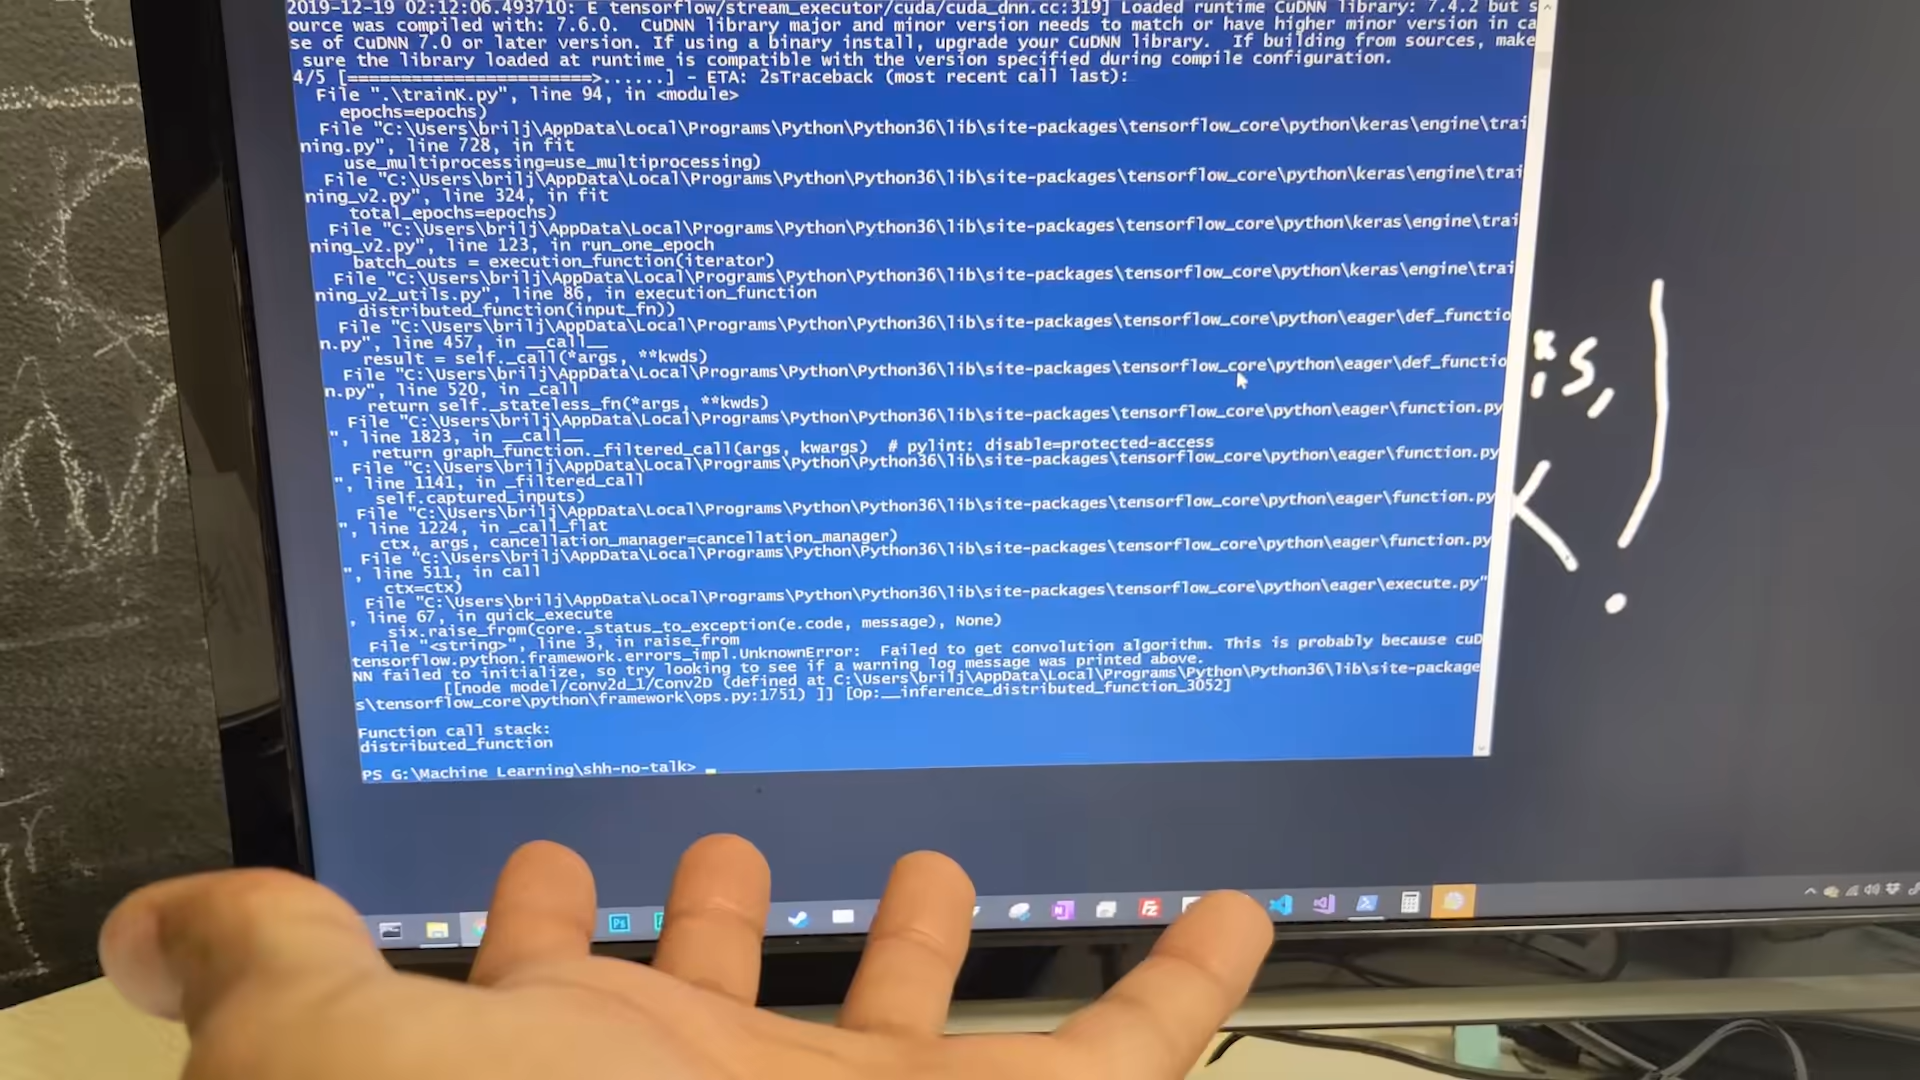 2019-12-19 02:12:06.493710: E tensorflow/stream_executor/cuda/cuda_dnn.cc:319] Loaded runtime CuDNN library: 7.4.2 but s
ource was compiled with: 7.6.0.  CuDNN library major and minor version needs to match or have higher minor version in ca
se of CuDNN 7.0 or later version. If using a binary install, upgrade your CuDNN library.  If building from sources, make
 sure the library loaded at runtime is compatible with the version specified during compile configuration.
4/5 [=======================>......] - ETA: 2sTraceback (most recent call last):
  File ".\trainK.py", line 94, in <module>
    epochs=epochs)
  File "C:\Users\brilj\AppData\Local\Programs\Python\Python36\lib\site-packages\tensorflow_core\python\keras\engine\trai
ning.py", line 728, in fit
    use_multiprocessing=use_multiprocessing)
  File "C:\Users\brilj\AppData\Local\Programs\Python\Python36\lib\site-packages\tensorflow_core\python\keras\engine\trai
ning_v2.py", line 324, in fit
    total_epochs=epochs)
  File "C:\Users\brilj\AppData\Local\Programs\Python\Python36\lib\site-packages\tensorflow_core\python\keras\engine\trai
ning_v2.py", line 123, in run_one_epoch
    batch_outs = execution_function(iterator)
  File "C:\Users\brilj\AppData\Local\Programs\Python\Python36\lib\site-packages\tensorflow_core\python\keras\engine\trai
ning_v2_utils.py", line 86, in execution_function
    distributed_function(input_fn))
  File "C:\Users\brilj\AppData\Local\Programs\Python\Python36\lib\site-packages\tensorflow_core\python\eager\def_functio
n.py", line 457, in __call__
    result = self._call(*args, **kwds)
  File "C:\Users\brilj\AppData\Local\Programs\Python\Python36\lib\site-packages\tensorflow_core\python\eager\def_functio
n.py", line 520, in _call
    return self._stateless_fn(*args, **kwds)
  File "C:\Users\brilj\AppData\Local\Programs\Python\Python36\lib\site-packages\tensorflow_core\python\eager\function.py
", line 1823, in __call__
    return graph_function._filtered_call(args, kwargs)  # pylint: disable=protected-access
  File "C:\Users\brilj\AppData\Local\Programs\Python\Python36\lib\site-packages\tensorflow_core\python\eager\function.py
", line 1141, in _filtered_call
    self.captured_inputs)
  File "C:\Users\brilj\AppData\Local\Programs\Python\Python36\lib\site-packages\tensorflow_core\python\eager\function.py
", line 1224, in _call_flat
    ctx, args, cancellation_manager=cancellation_manager)
  File "C:\Users\brilj\AppData\Local\Programs\Python\Python36\lib\site-packages\tensorflow_core\python\eager\function.py
", line 511, in call
    ctx=ctx)
  File "C:\Users\brilj\AppData\Local\Programs\Python\Python36\lib\site-packages\tensorflow_core\python\eager\execute.py"
, line 67, in quick_execute
    six.raise_from(core._status_to_exception(e.code, message), None)
  File "<string>", line 3, in raise_from
tensorflow.python.framework.errors_impl.UnknownError:  Failed to get convolution algorithm. This is probably because cuD
NN failed to initialize, so try looking to see if a warning log message was printed above.
         [[node model/conv2d_1/Conv2D (defined at C:\Users\brilj\AppData\Local\Programs\Python\Python36\lib\site-package
s\tensorflow_core\python\framework\ops.py:1751) ]] [Op:__inference_distributed_function_3052]
Function call stack:
distributed_function
PS G:\Machine Learning\shh-no-talk>
Ps